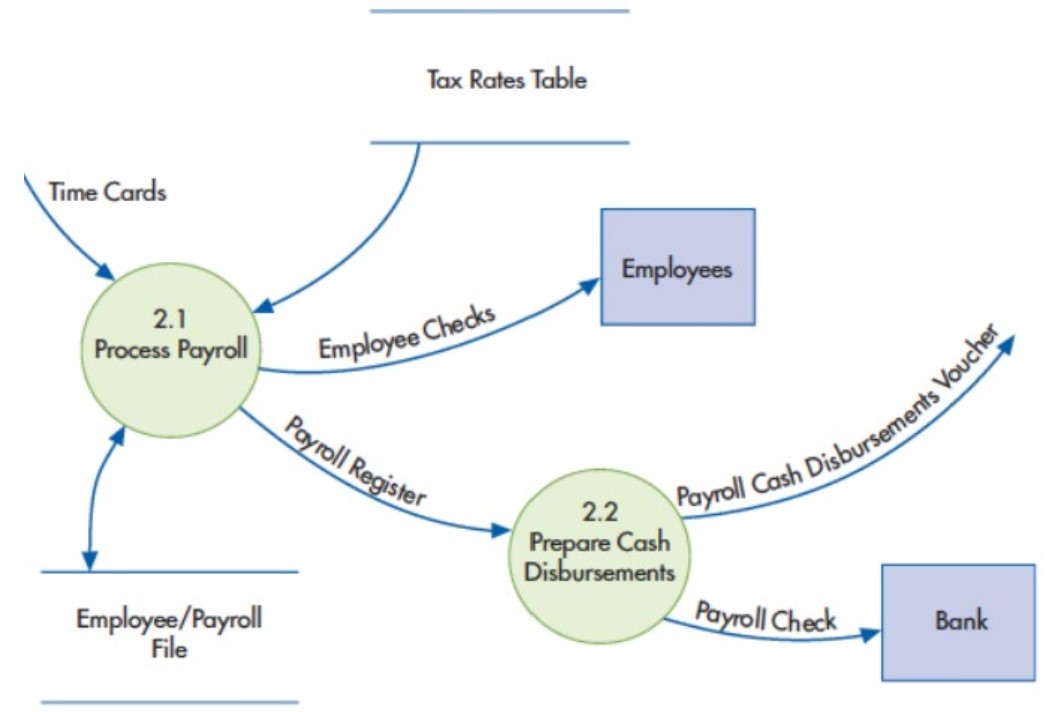 Tax Rates Table
Time Cards
Employees
2.1
Process Payroll
Employee Checks
Payroll Register
Payroll Cash Disbursements Voucher
2.2
Prepare Cash
Disbursements
Employee/Payroll
File
Payroll Check
Bank